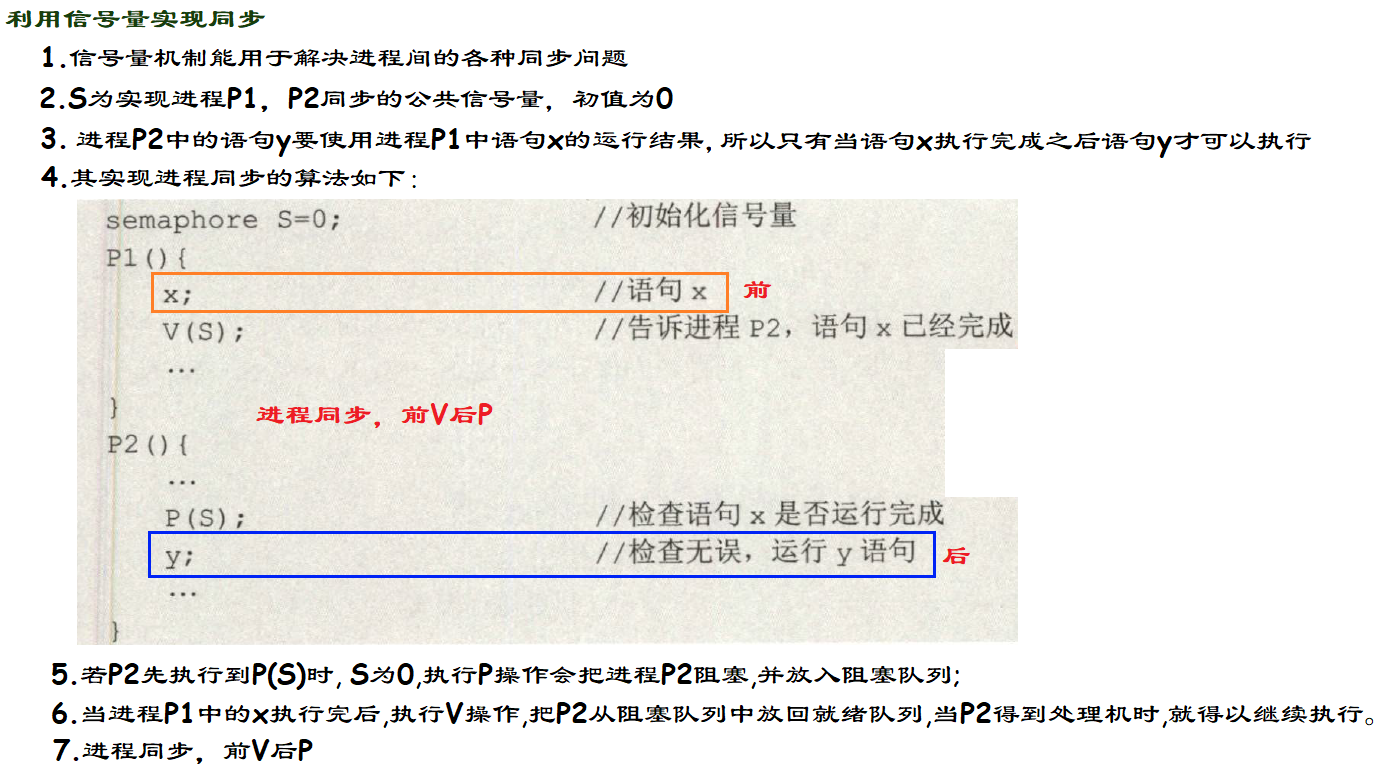 利用信号量实现同步
1.信号量机制能用于解决进程间的各种同步问题
2.S为实现进程P1，P2同步的公共信号量，初值为0
3. 进程P2中的语句y要使用进程P1中语句x的运行结果,所以只有当语句x执行完成之后语句y才可以执行
4.其实现进程同步的算法如下:
semaphore S=0; //初始化信号量
P1(){
x; //语句 x 前
V(S); //告诉进程 P2，语句 x 已经完成
...
}
进程同步，前V后P
P2(){
...
P(S); //检查语句 x 是否运行完成
y; //检查无误，运行 y 语句 后
...
}
5.若P2先执行到P(S)时, S为0,执行P操作会把进程P2阻塞,并放入阻塞队列;
6.当进程P1中的x执行完后,执行V操作,把P2从阻塞队列中放回就绪队列,当P2得到处理机时,就得以继续执行。
7.进程同步，前V后P